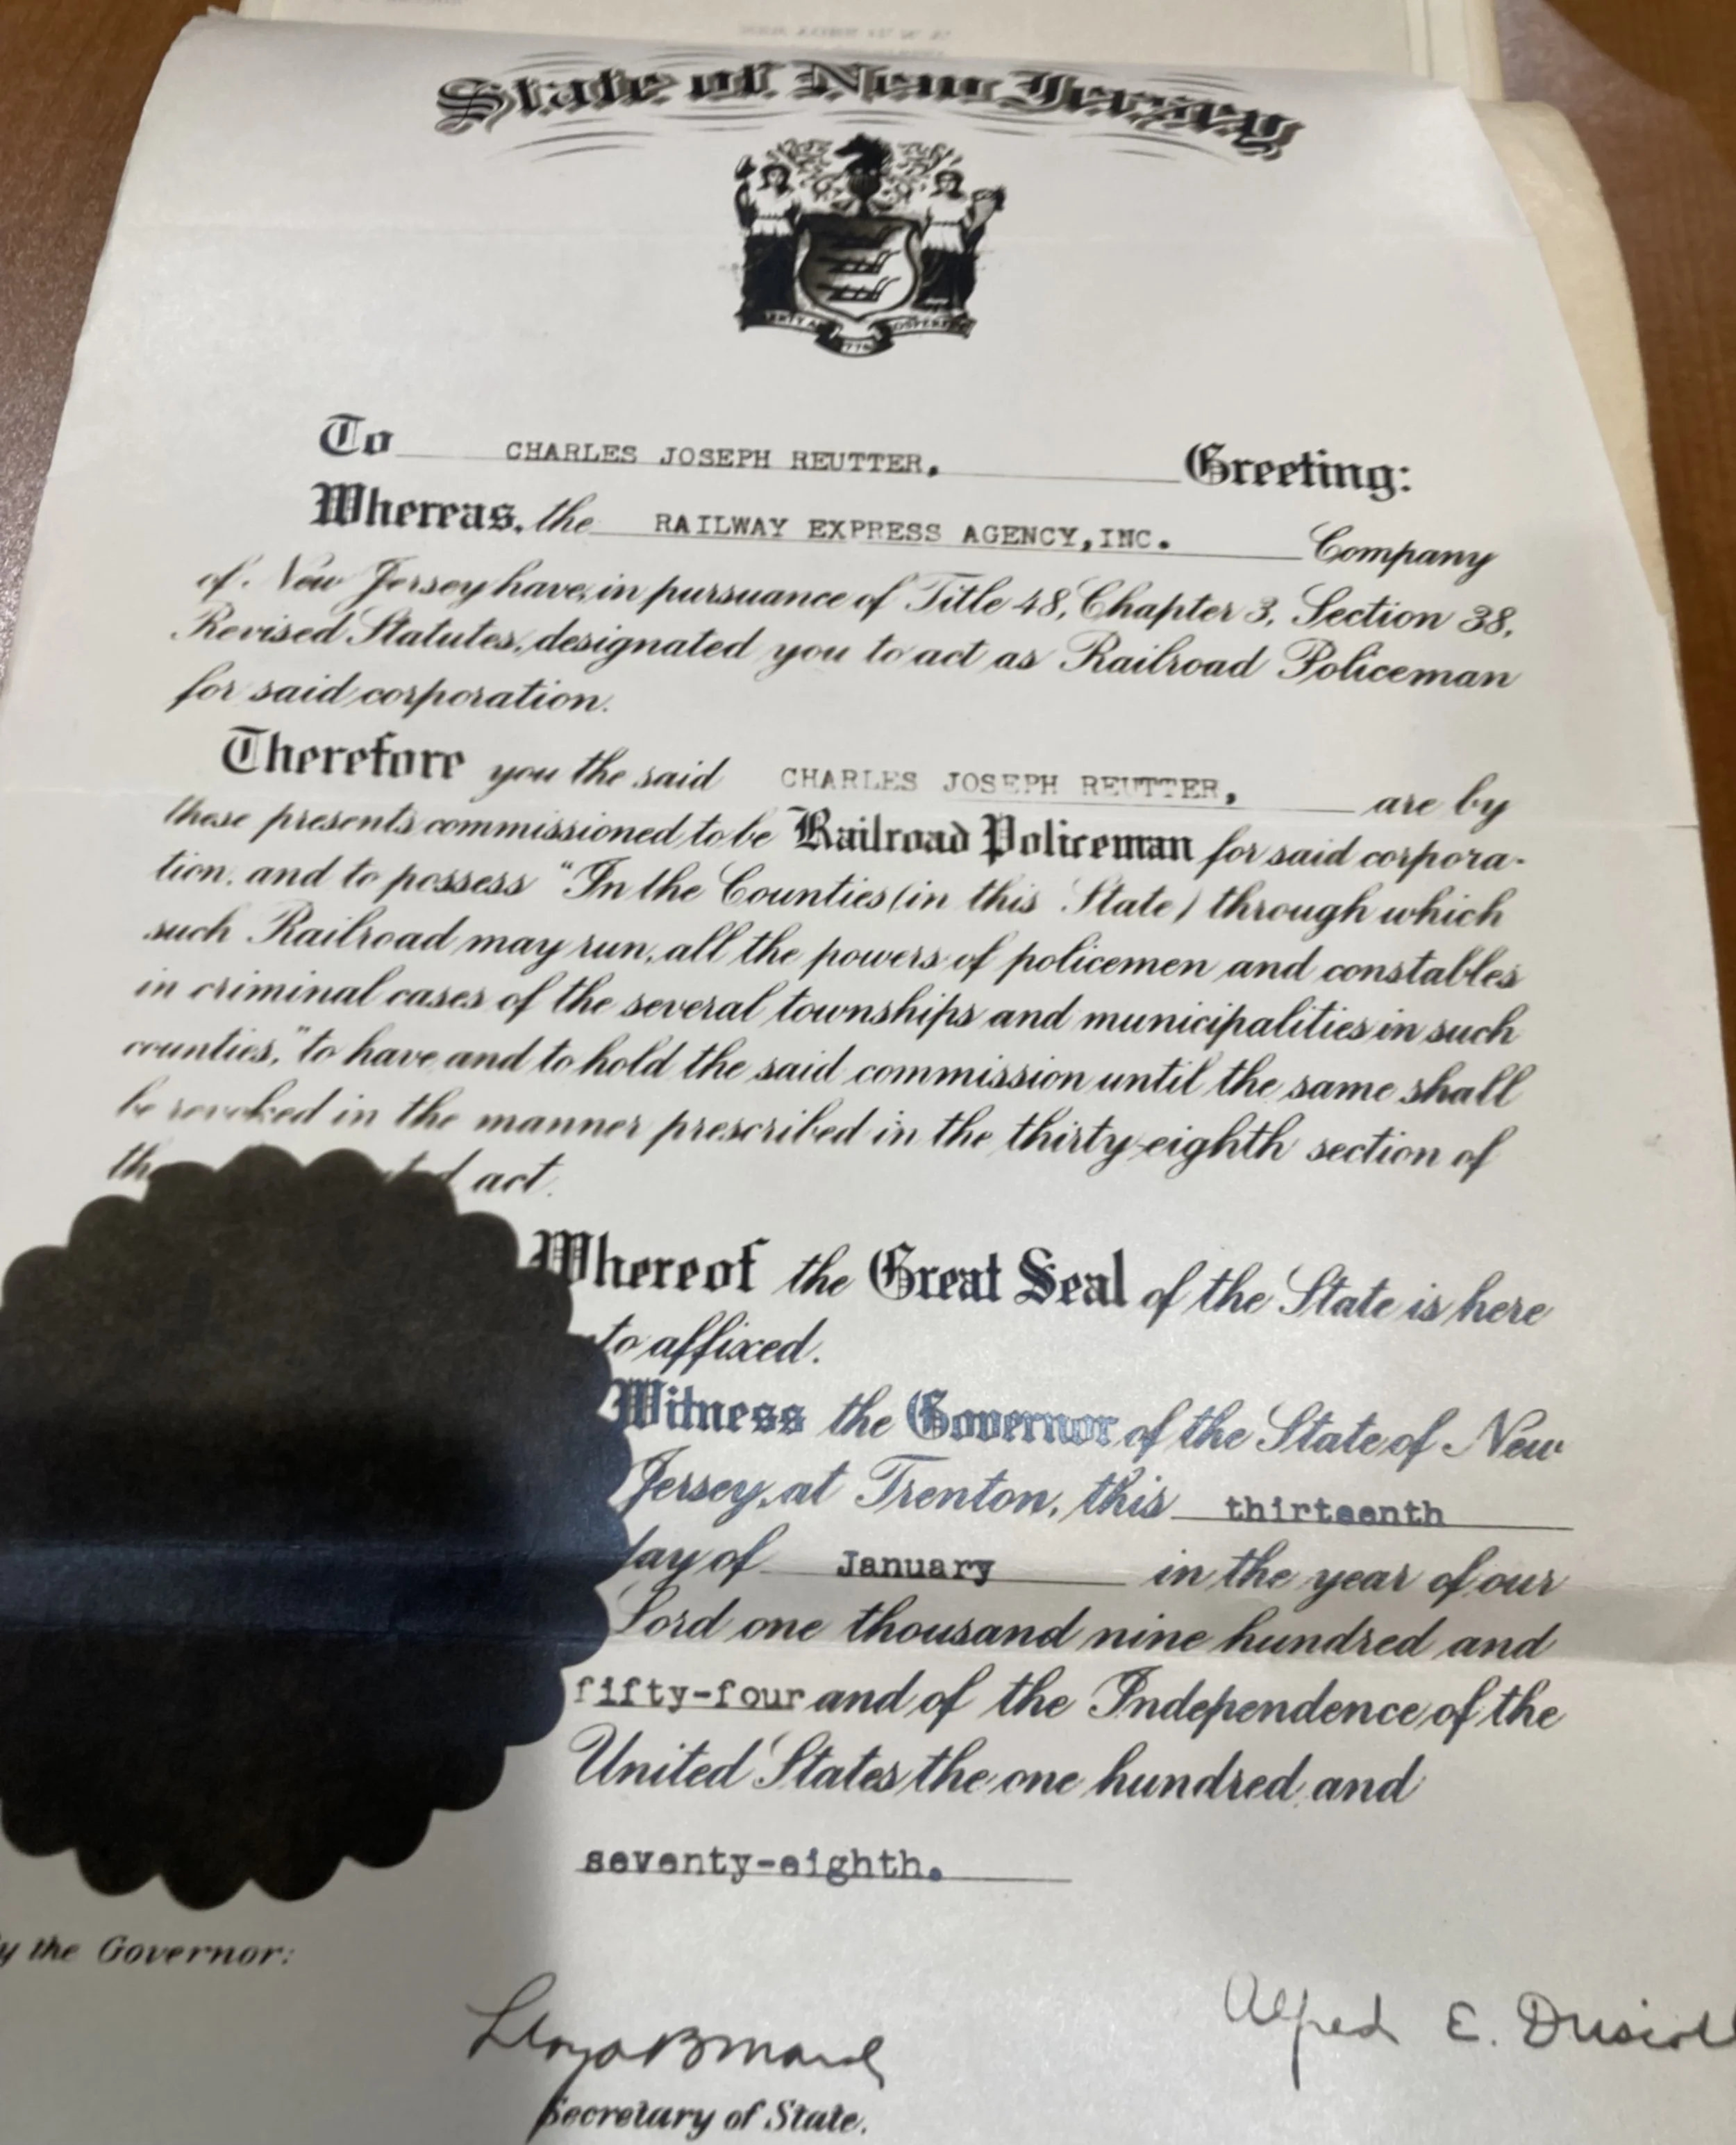 State of New Jersey
To CHARLES JOSEPH REUTTER. Greeting:
Whereas, the RAILWAY EXPRESS AGENCY,INC. Company
of New Jersey have, in pursuance of Title 48, Chapter 3, Section 38,
Revised Statutes, designated you to act as Railroad Policeman
for said corporation.
Therefore you the said CHARLES JOSEPH REUTTER, are by
these presents commissioned to be Railroad Policeman for said corpora-
tion, and to possess "In the Counties (in this State) through which
such Railroad may run, all the powers of policemen and constables
in criminal cases of the several townships and municipalities in such
counties," to have and to hold the said commission until the same shall
be revoked in the manner prescribed in the thirty-eighth section of
act.
Whereof the Great Seal of the State is here
to affixed.
Witness the Governor of the State of New
Jersey, at Trenton, this thirteenth
day of January in the year of our
Lord one thousand nine hundred and
fifty-four and of the Independence of the
United States the one hundred and
seventy-eighth.
y the Governor:
Alfred E. Driscoll
Secretary of State.